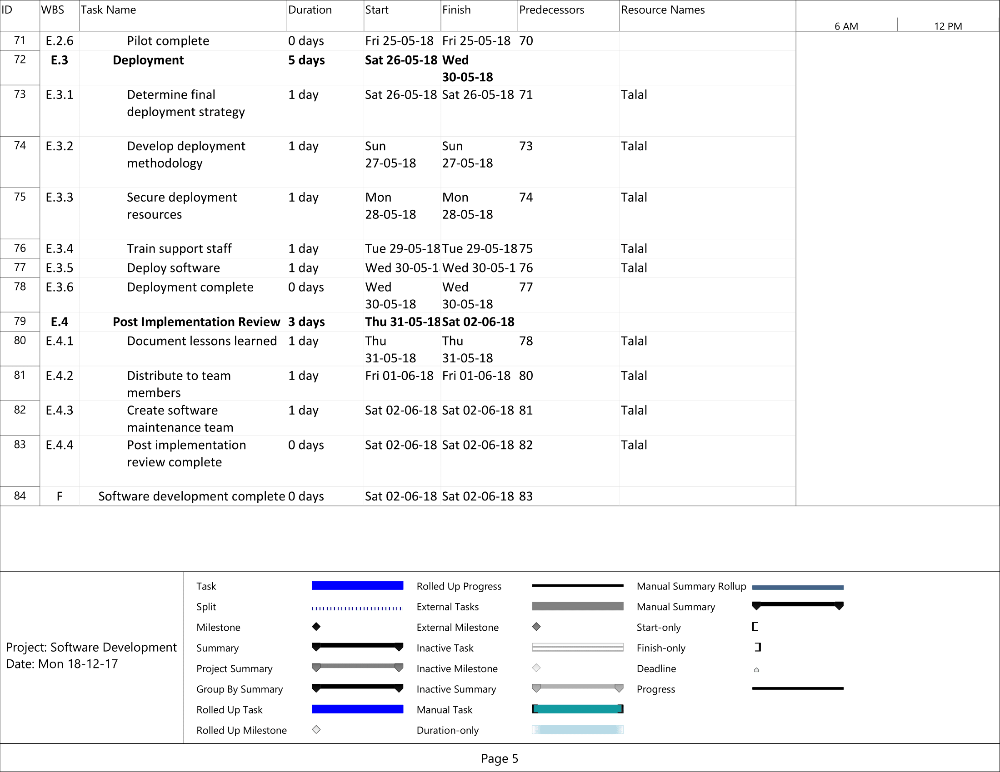 ID WBS Task Name Duration Start Finish Predecessors Resource Names
6 AM 12 PM
71 E.2.6 Pilot complete 0 days Fri 25-05-18 Fri 25-05-18 70
72 E.3 Deployment 5 days Sat 26-05-18 Wed
30-05-18
73 E.3.1 Determine final 1 day Sat 26-05-18 Sat 26-05-18 71 Talal
deployment strategy
74 E.3.2 Develop deployment 1 day Sun Sun 73 Talal
methodology 27-05-18 27-05-18
75 E.3.3 Secure deployment 1 day Mon Mon 74 Talal
resources 28-05-18 28-05-18
76 E.3.4 Train support staff 1 day Tue 29-05-18 Tue 29-05-18 75 Talal
77 E.3.5 Deploy software 1 day Wed 30-05-1 Wed 30-05-1 76 Talal
78 E.3.6 Deployment complete 0 days Wed Wed 77
30-05-18 30-05-18
79 E.4 Post Implementation Review 3 days Thu 31-05-18 Sat 02-06-18
80 E.4.1 Document lessons learned 1 day Thu Thu 78 Talal
31-05-18 31-05-18
81 E.4.2 Distribute to team 1 day Fri 01-06-18 Fri 01-06-18 80 Talal
members
82 E.4.3 Create software 1 day Sat 02-06-18 Sat 02-06-18 81 Talal
maintenance team
83 E.4.4 Post implementation 0 days Sat 02-06-18 Sat 02-06-18 82 Talal
review complete
84 F Software development complete 0 days Sat 02-06-18 Sat 02-06-18 83
Project: Software Development
Date: Mon 18-12-17
Task
Split
Milestone
Summary
Project Summary
Group By Summary
Rolled Up Task
Rolled Up Milestone
Rolled Up Progress
External Tasks
External Milestone
Inactive Task
Inactive Milestone
Inactive Summary
Manual Task
Duration-only
Manual Summary Rollup
Manual Summary
Start-only
Finish-only
Deadline
Progress
Page 5